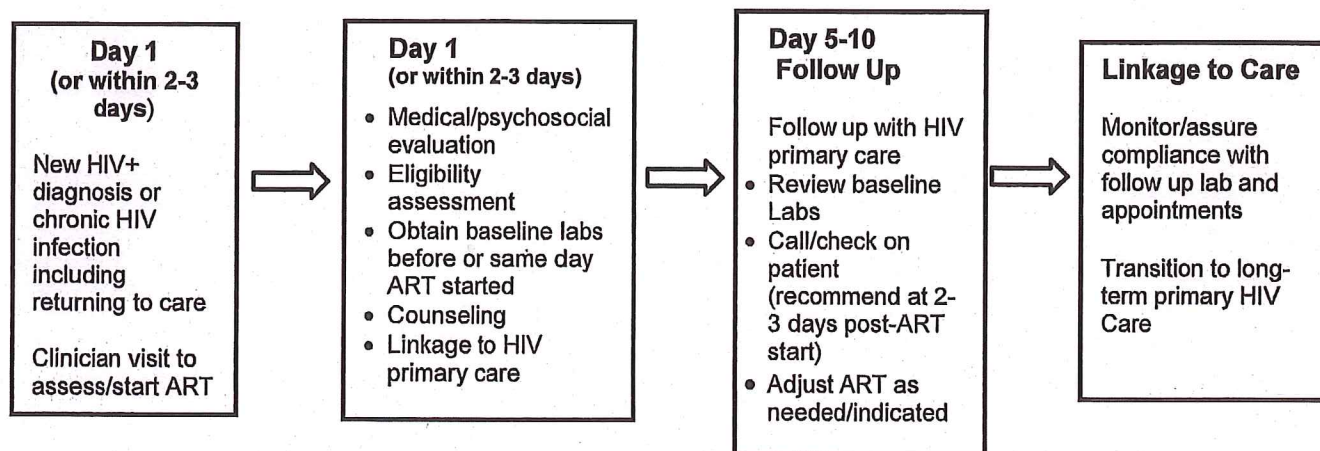 Day 1
(or within 2-3
days)
New HIV+
diagnosis or
chronic HIV
infection
including
returning to care
Clinician visit to
assess/start ART
Day 1
(or within 2-3 days)
• Medical/psychosocial
evaluation
• Eligibility
assessment
• Obtain baseline labs
before or same day
ART started
• Counseling
• Linkage to HIV
primary care
Day 5-10
Follow Up
Follow up with HIV
primary care
• Review baseline
Labs
• Call/check on
patient
(recommend at 2-
3 days post-ART
start)
• Adjust ART as
needed/indicated
Linkage to Care
Monitor/assure
compliance with
follow up lab and
appointments
Transition to long-
term primary HIV
Care